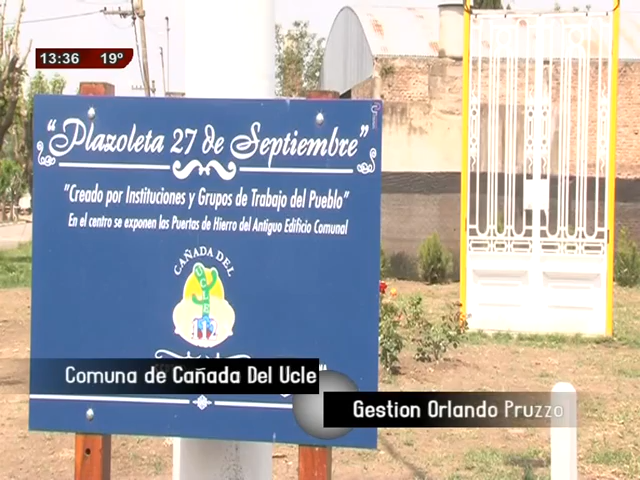 13:36 19º
"Plazoleta 27 de Septiembre"
"Creado por Instituciones y Grupos de Trabajo del Pueblo"
En el centro se exponen las Puertas de Hierro del Antiguo Edificio Comunal
CAÑADA DEL
UCLE
Comuna de Cañada Del Ucle
Gestion Orlando Pruzzo